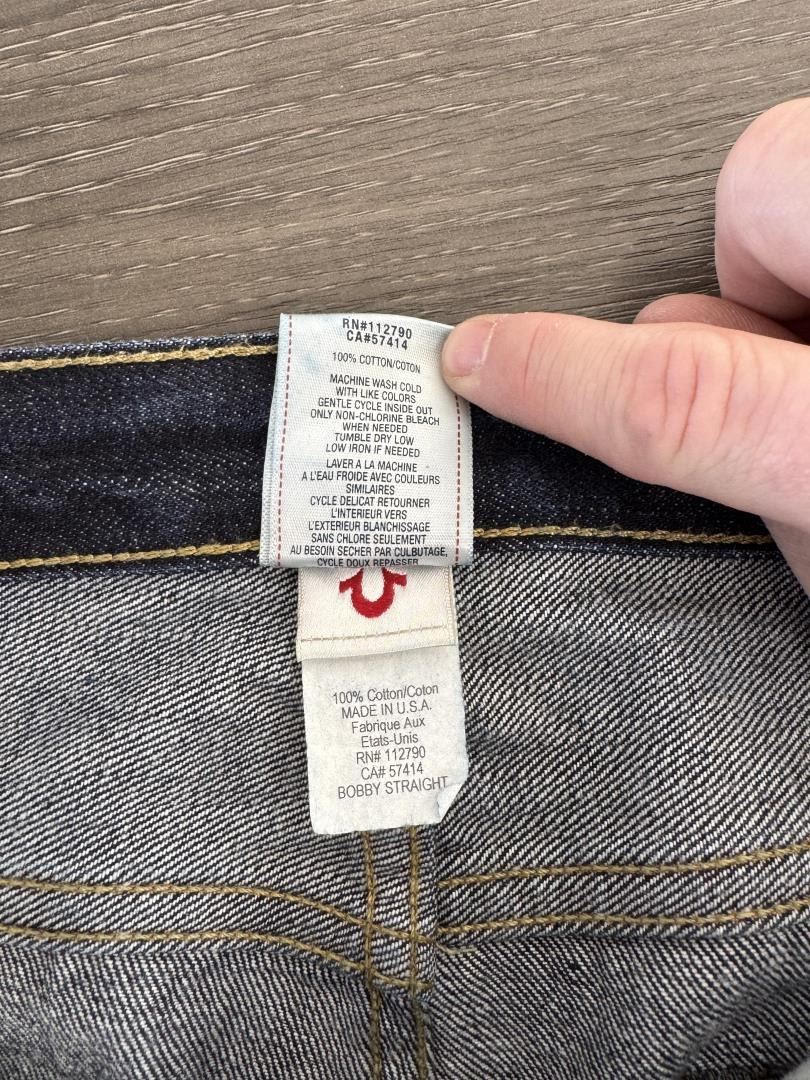 RN#112790
CA#57414
100% COTTON/COTON
MACHINE WASH COLD
WITH LIKE COLORS
GENTLE CYCLE INSIDE OUT
ONLY NON-CHLORINE BLEACH
WHEN NEEDED
TUMBLE DRY LOW
LOW IRON IF NEEDED
LAVER A LA MACHINE
A L'EAU FROIDE AVEC COULEURS
SIMILAIRES
CYCLE DELICAT RETOURNER
L'INTERIEUR VERS
L'EXTERIEUR BLANCHISSAGE
SANS CHLORE SEULEMENT
AU BESOIN SECHER PAR CULBUTAGE,
CYCLE DOUX REPASSER
100% Cotton/Coton
MADE IN U.S.A.
Fabrique Aux
Etats-Unis
RN# 112790
CA# 57414
BOBBY STRAIGHT